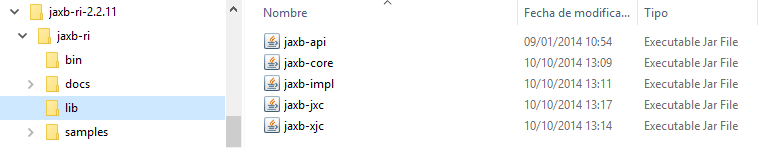 jaxb-ri-2.2.11
jaxb-ri
bin
docs
lib
samples
Nombre Fecha de modifica... Tipo
jaxb-api 09/01/2014 10:54 Executable Jar File
jaxb-core 10/10/2014 13:09 Executable Jar File
jaxb-impl 10/10/2014 13:11 Executable Jar File
jaxb-jxc 10/10/2014 13:17 Executable Jar File
jaxb-xjc 10/10/2014 13:14 Executable Jar File